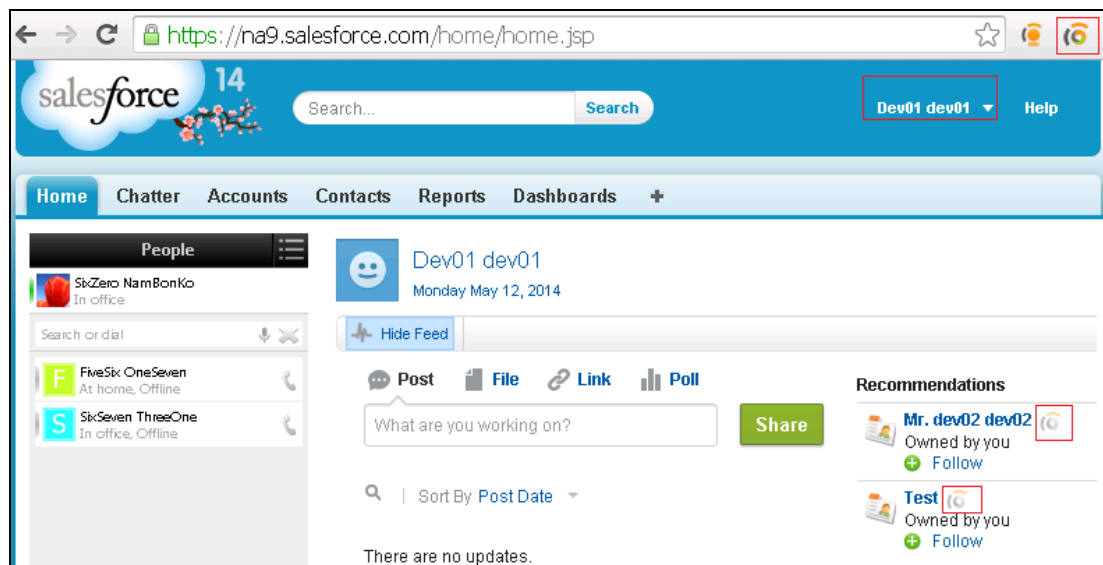 https://na9.salesforce.com/home/home.jsp
salesforce
14
Search...
Search
Dev01 dev01
Help
Home
Chatter
Accounts
Contacts
Reports
Dashboards
People
SixZero NamBonKo
In office
Search or dial
F
FiveSix OneSeven
At home, Offline
S
SixSeven ThreeOne
In office, Offline
Dev01 dev01
Monday May 12, 2014
Hide Feed
Post
File
Link
Poll
What are you working on?
Share
Sort By Post Date
There are no updates.
Recommendations
Mr. dev02 dev02
Owned by you
Follow
Test
Owned by you
Follow